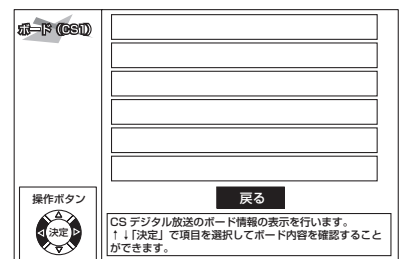 ボード (CS1)
戻る
操作ボタン
決定
CS デジタル放送のボード情報の表示を行います。
↑↓「決定」で項目を選択してボード内容を確認すること
ができます。